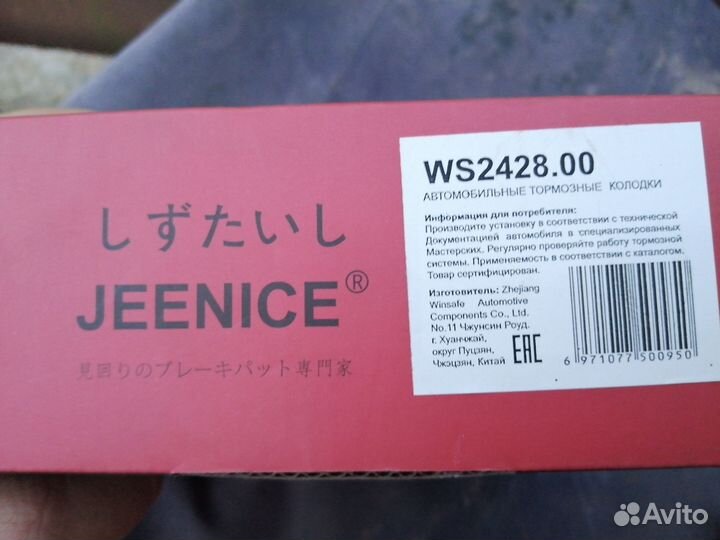 しずたいし
JEENICE®
見回りのブレーキパット専門家
WS2428.00
АВТОМОБИЛЬНЫЕ ТОРМОЗНЫЕ КОЛОДКИ
Информация для потребителя:
Производите установку в соответствии с технической
Документацией автомобиля в специализированных
Мастерских. Регулярно проверяйте работу тормозной
системы. Применяемость в соответствии с каталогом.
Товар сертифицирован.
Изготовитель: Zhejiang
Winsafe Automotive
Components Co., Ltd.
No.11 Чжунсин Роуд.
г. Хуанчжай,
округ Пуцзян,
Чжэцзян, Китай
EAC
6 971077 500950
Avito